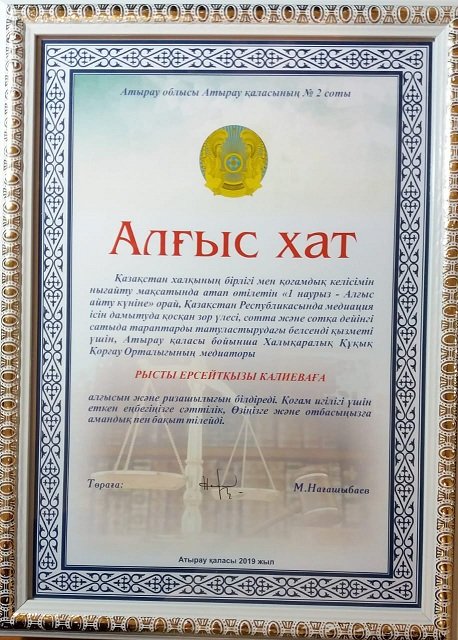 Атырау облысы Атырау қаласының № 2 соты
Алғыс хат
Қазақстан халқының бірлігі мен қоғамдық келісімін
нығайту мақсатында атап өтілетін «1 наурыз - Алғыс
айту күніне» орай, Қазақстан Республикасында медиация
ісін дамытуда қосқан зор үлесі, сотта және сотқа дейінгі
сатыда тараптарды татуластырудағы белсенді қызметі
үшін, Атырау қаласы бойынша Халықаралық Құқық
Қорғау Орталығының медиаторы
РЫСТЫ ЕРСЕЙТҚЫЗЫ КАЛИЕВАҒА
алғысын және ризашылығын білдіреді. Қоғам игілігі үшін
еткен еңбегіңізге сәттілік, Өзіңізге және отбасыңызға
амандық пен бақыт тілейді.
Төраға: М.Нағашыбаев
Атырау қаласы 2019 жыл